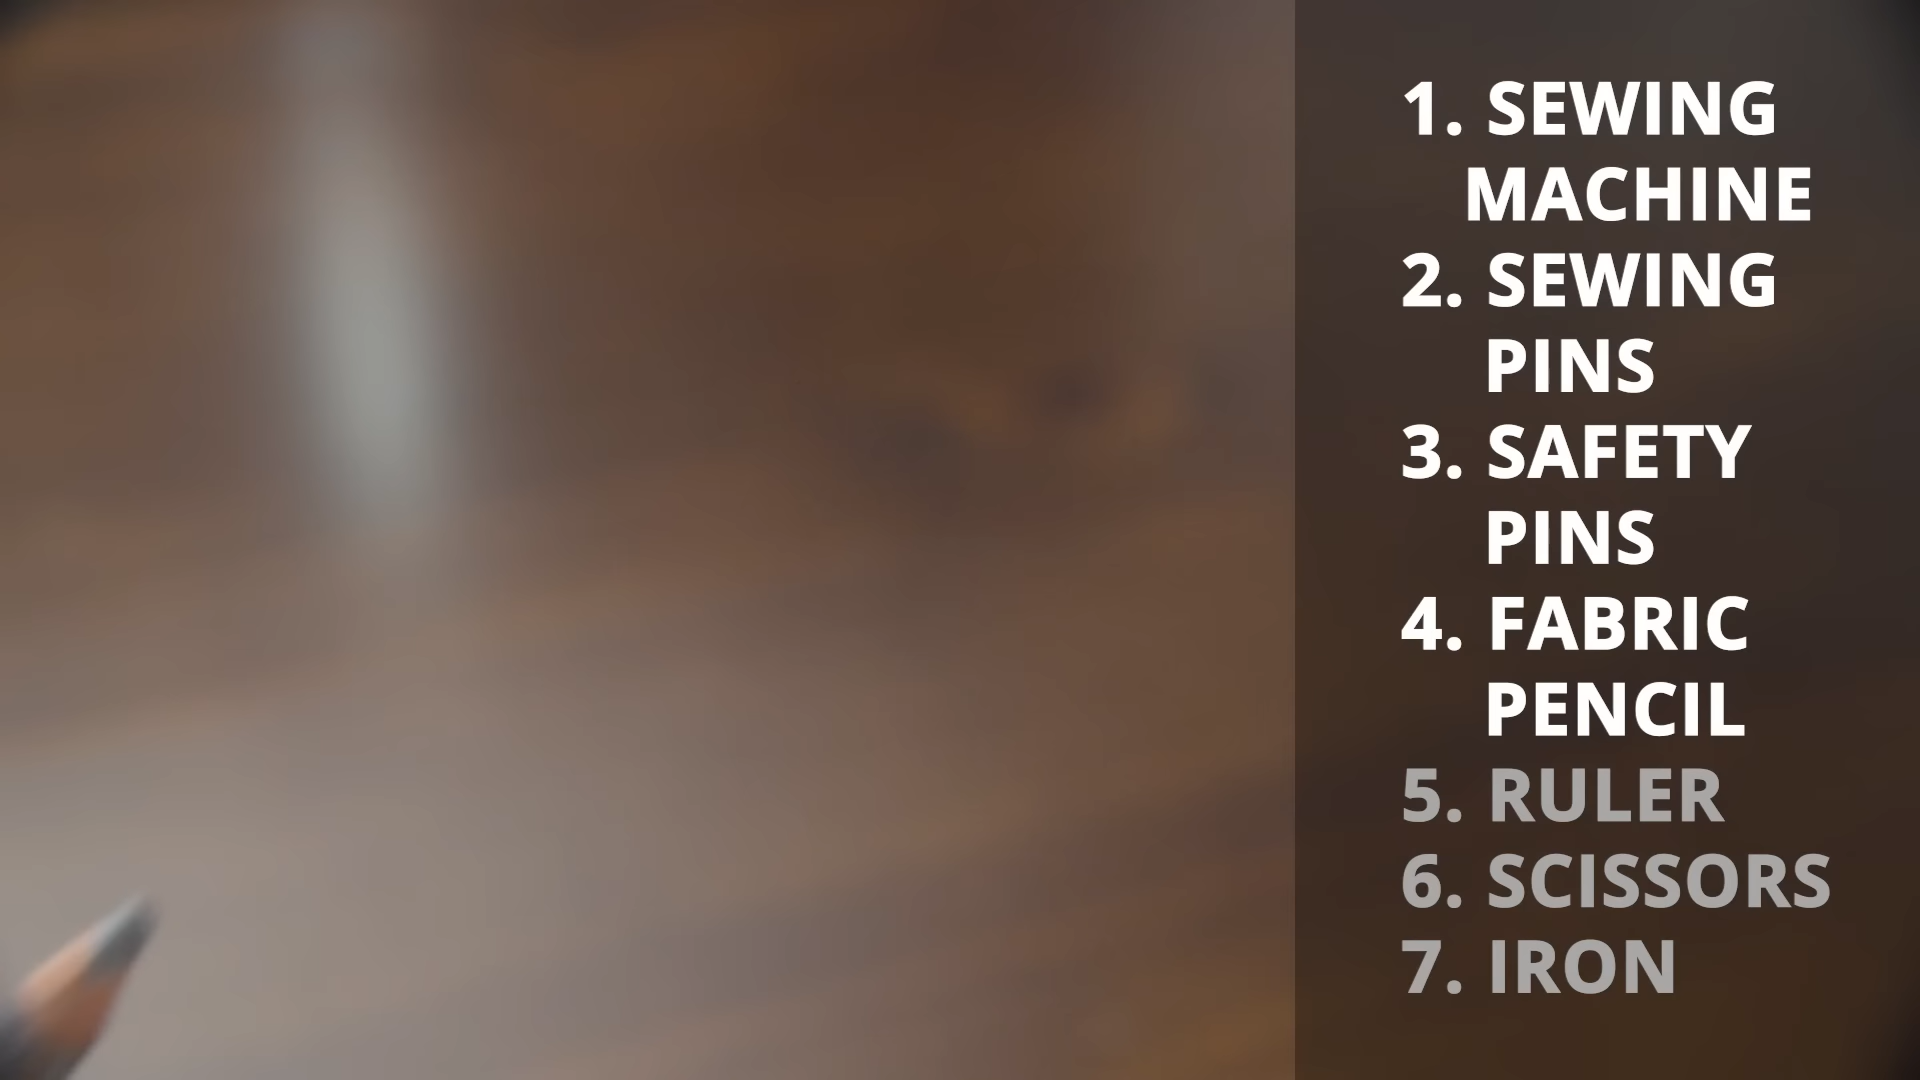 1. SEWING
MACHINE
2. SEWING
PINS
3. SAFETY
PINS
4. FABRIC
PENCIL
5. RULER
6. SCISSORS
7. IRON